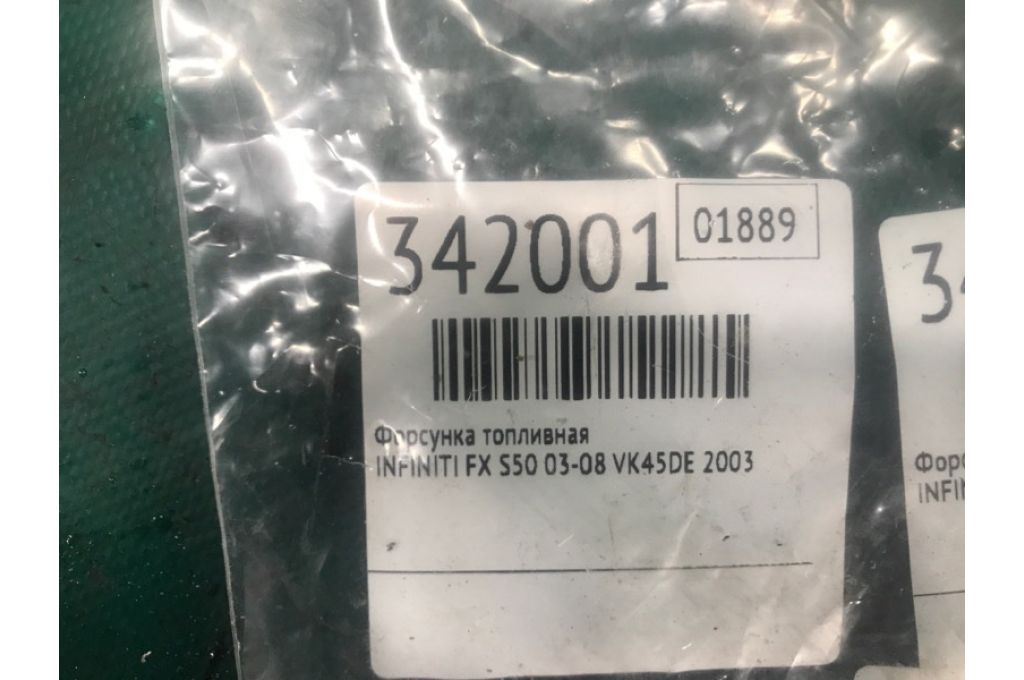 342001
01889
Форсунка топливная
INFINITI FX S50 03-08 VK45DE 2003